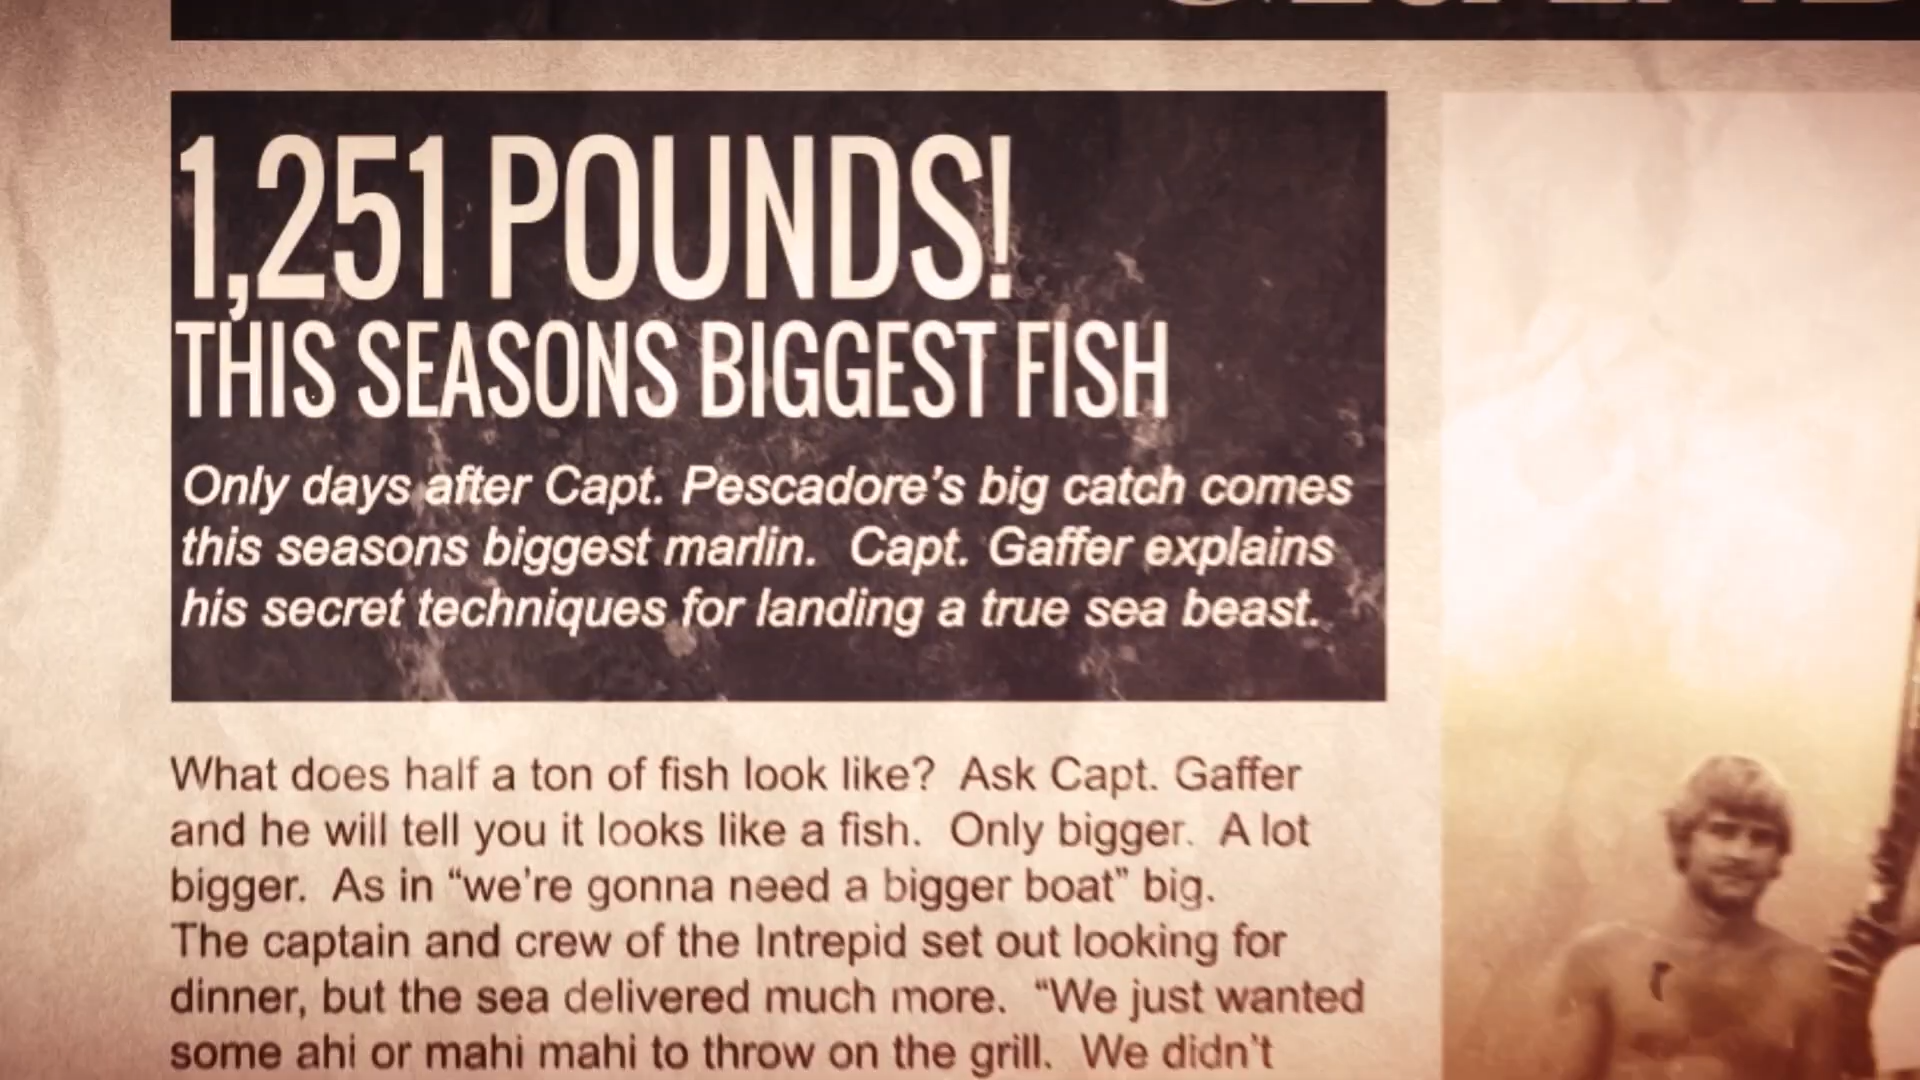 1,251 POUNDS!
THIS SEASONS BIGGEST FISH
Only days after Capt. Pescadore’s big catch comes
this seasons biggest marlin.  Capt. Gaffer explains
his secret techniques for landing a true sea beast.
What does half a ton of fish look like?  Ask Capt. Gaffer
and he will tell you it looks like a fish.  Only bigger.  A lot
bigger.  As in “we’re gonna need a bigger boat” big.
The captain and crew of the Intrepid set out looking for
dinner, but the sea delivered much more.  “We just wanted
some ahi or mahi mahi to throw on the grill.  We didn’t